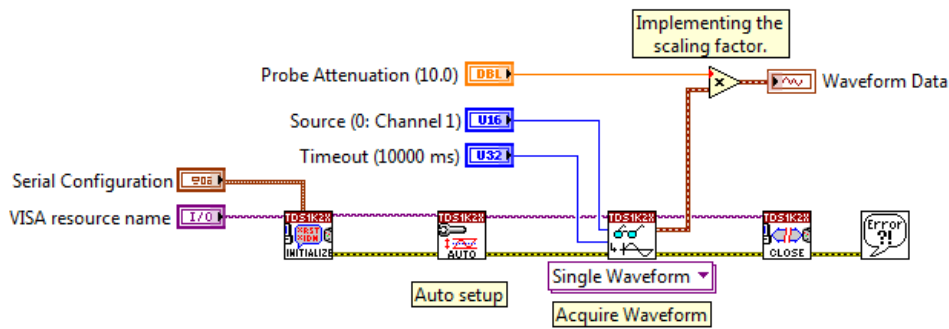 Implementing the
scaling factor.
Probe Attenuation (10.0)
DBL
Waveform Data
Source (0: Channel 1)
U16
Timeout (10000 ms)
U32
Serial Configuration
VISA resource name
I/O
TDS1K2X
INITIALIZE
TDS1K2X
AUTO
TDS1K2X
TDS1K2X
CLOSE
Error
?!
Single Waveform
Auto setup
Acquire Waveform